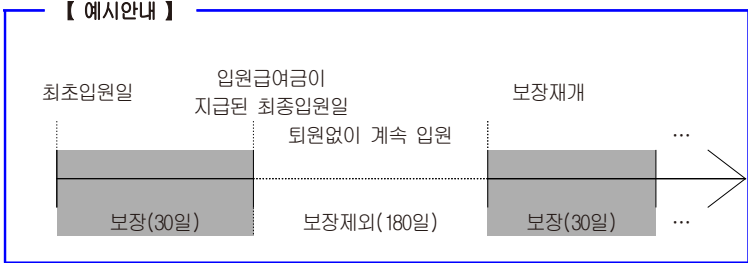 【 예시안내 】
최초입원일
입원급여금이
지급된 최종입원일
보장재개
퇴원없이 계속 입원
…
보장(30일)
보장제외(180일)
보장(30일)
…